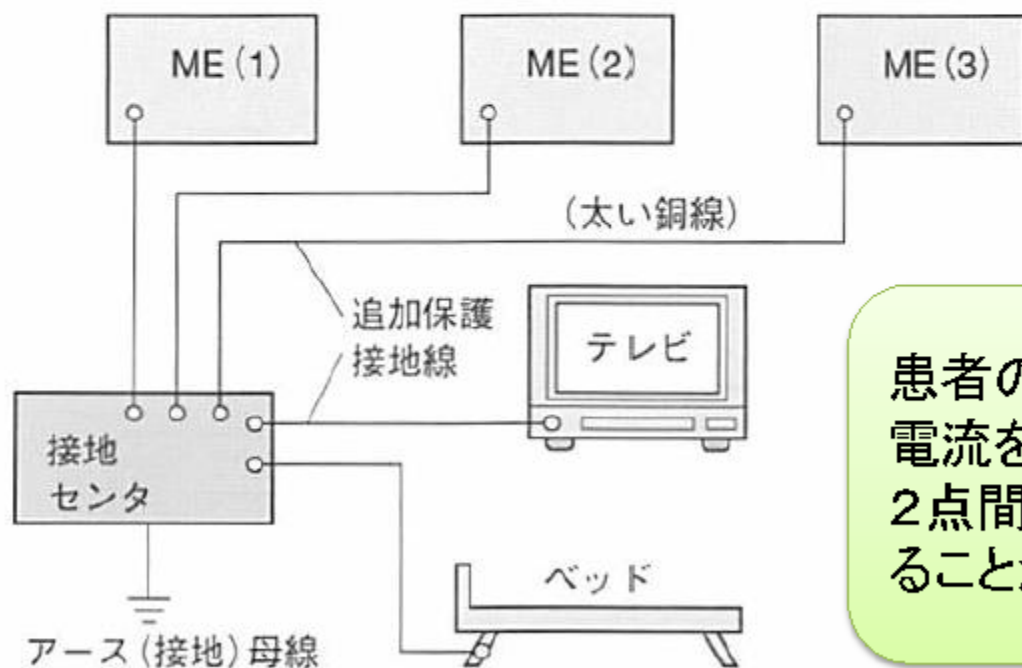 ME(1)
ME(2)
ME(3)
(太い銅線)
追加保護
接地線
テレビ
接地
センタ
ベッド
アース(接地)母線
患者の
電流を
2点間
ること